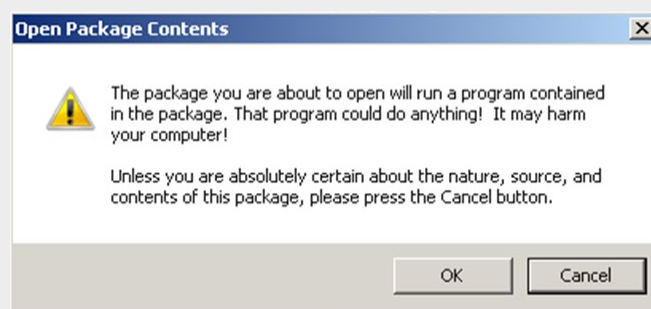 Open Package Contents
The package you are about to open will run a program contained
in the package. That program could do anything! It may harm
your computer!
Unless you are absolutely certain about the nature, source, and
contents of this package, please press the Cancel button.
OK
Cancel